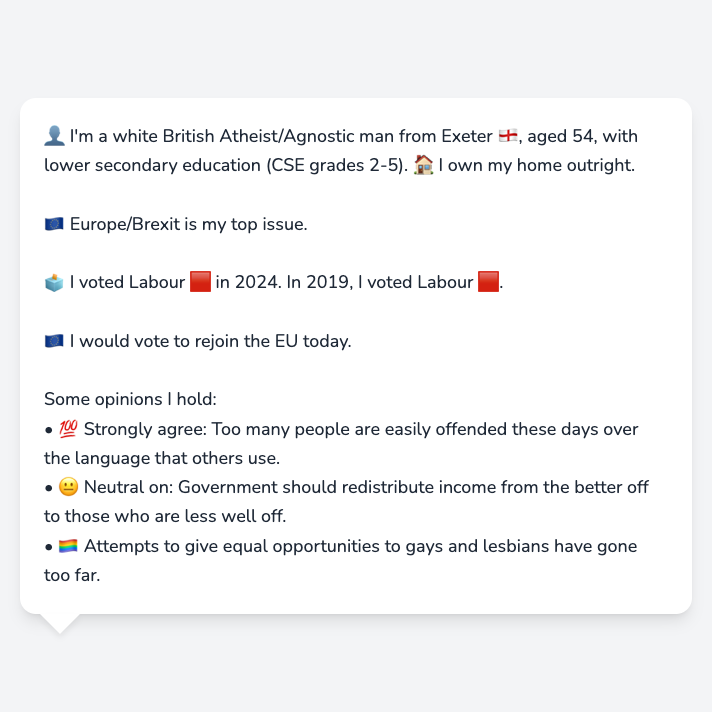 👤 I'm a white British Atheist/Agnostic man from Exeter 🏴󠁧󠁢󠁥󠁮󠁧󠁿, aged 54, with
lower secondary education (CSE grades 2-5). 🏠 I own my home outright.
🇪🇺 Europe/Brexit is my top issue.
🗳️ I voted Labour 🟥 in 2024. In 2019, I voted Labour 🟥.
🇪🇺 I would vote to rejoin the EU today.
Some opinions I hold:
• 💯 Strongly agree: Too many people are easily offended these days over
the language that others use.
• 😐 Neutral on: Government should redistribute income from the better off
to those who are less well off.
• 🏳️‍🌈 Attempts to give equal opportunities to gays and lesbians have gone
too far.